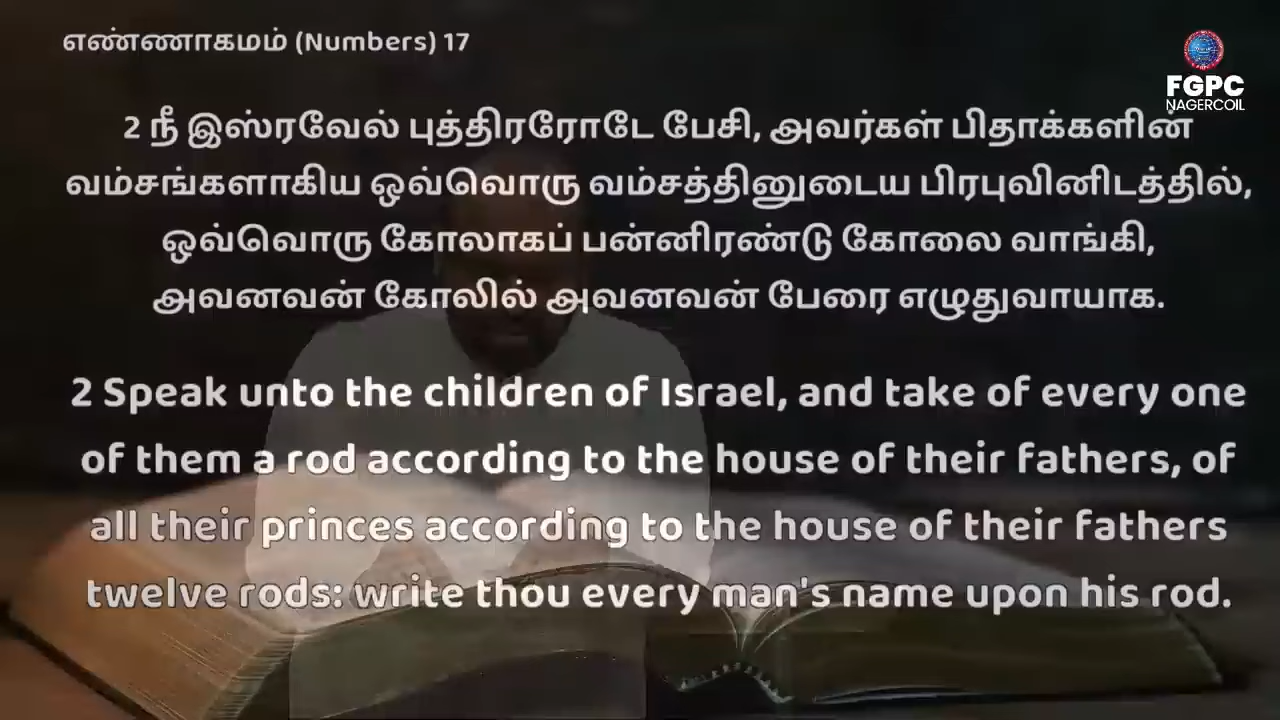 எண்ணாகமம் (Numbers) 17
FGPC
NAGERCOIL
2 நீ இஸ்ரவேல் புத்திரரோடே பேசி, அவர்கள் பிதாக்களின்
வம்சங்களாகிய ஒவ்வொரு வம்சத்தினுடைய பிரபுவினிடத்தில்,
ஒவ்வொரு கோலாகப் பன்னிரண்டு கோலை வாங்கி,
அவனவன் கோலில் அவனவன் பேரை எழுதுவாயாக.
2 Speak unto the children of Israel, and take of every one
of them a rod according to the house of their fathers, of
all their princes according to the house of their fathers
twelve rods: write thou every man's name upon his rod.